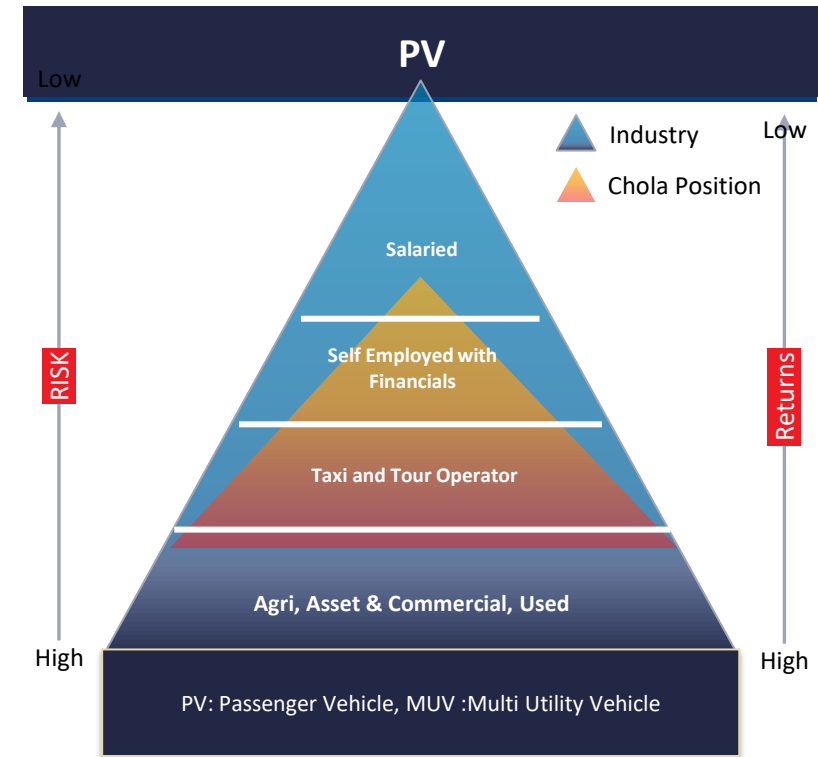 PV
Low
Industry
Low
Chola Position
Salaried
Self Employed with
Financials
RISK
Returns
Taxi and Tour Operator
Agri, Asset & Commercial, Used
High
High
PV: Passenger Vehicle, MUV :Multi Utility Vehicle